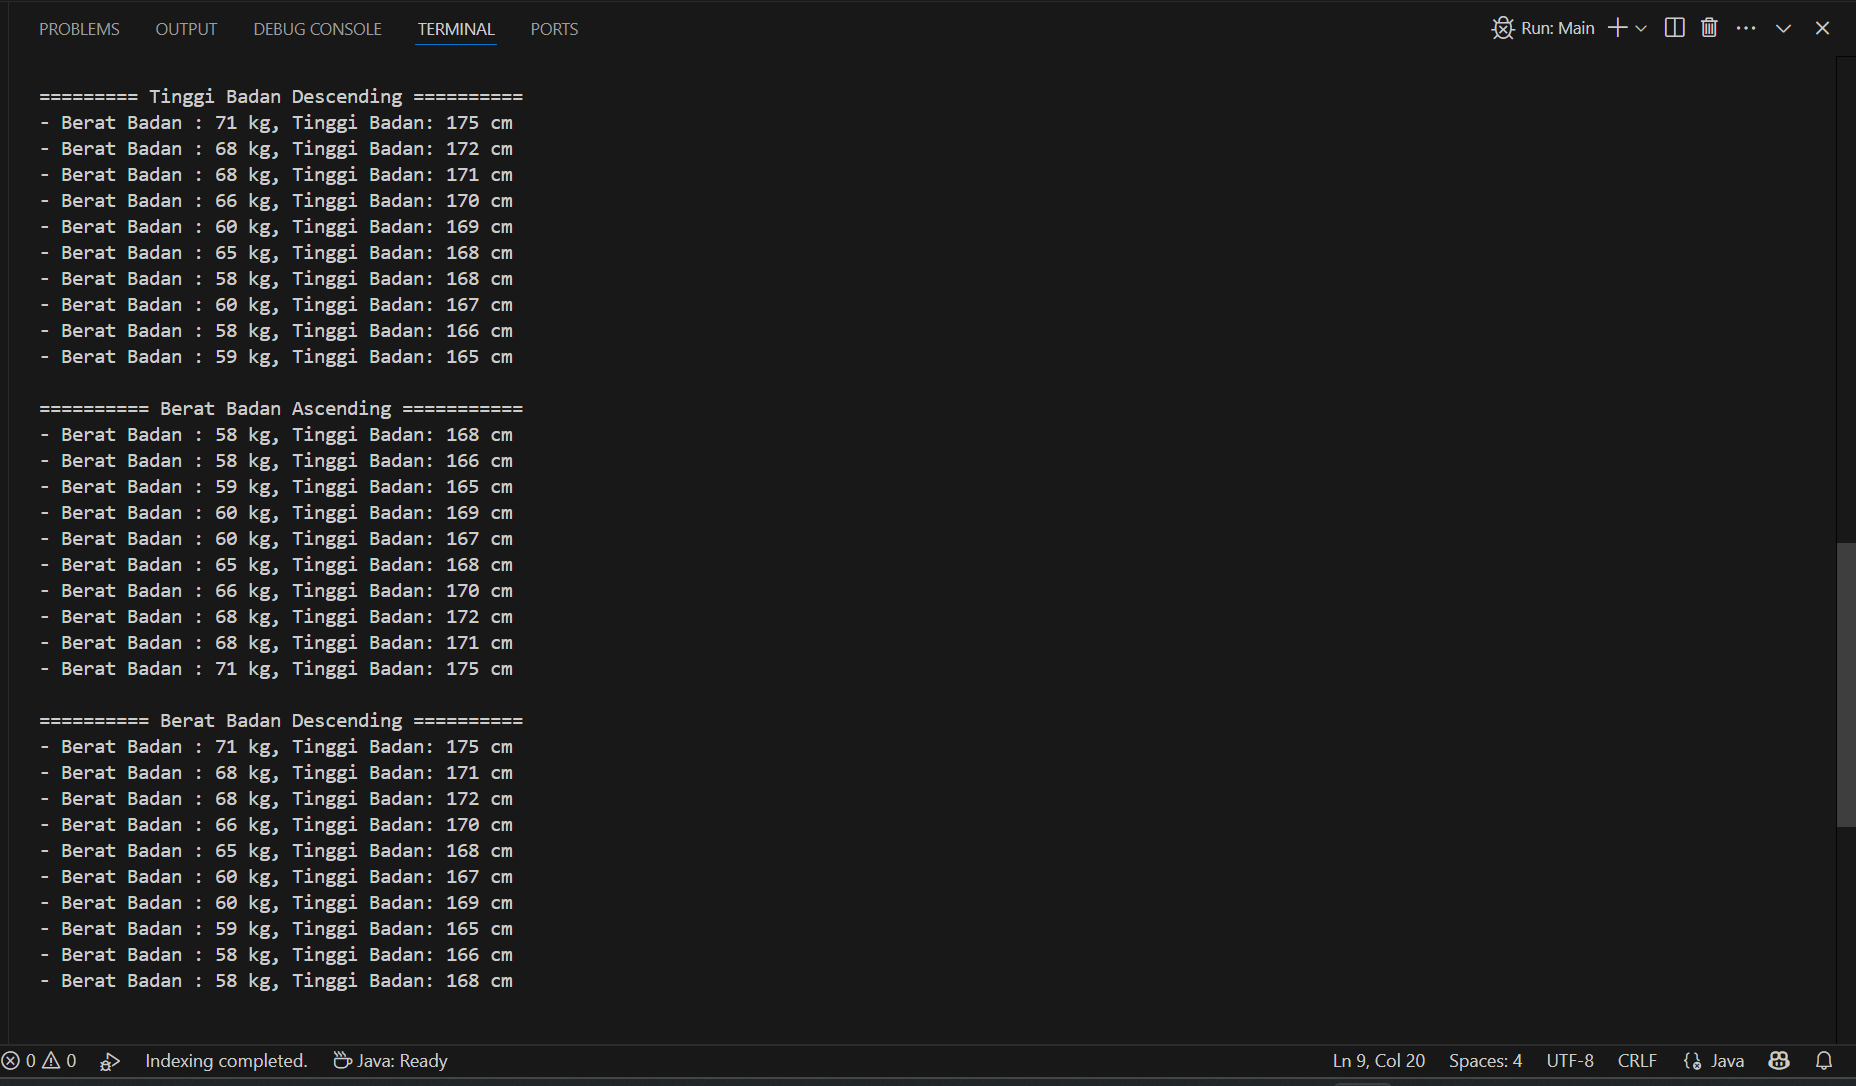 PROBLEMS OUTPUT DEBUG CONSOLE TERMINAL PORTS Run: Main
========= Tinggi Badan Descending ==========
- Berat Badan : 71 kg, Tinggi Badan: 175 cm
- Berat Badan : 68 kg, Tinggi Badan: 172 cm
- Berat Badan : 68 kg, Tinggi Badan: 171 cm
- Berat Badan : 66 kg, Tinggi Badan: 170 cm
- Berat Badan : 60 kg, Tinggi Badan: 169 cm
- Berat Badan : 65 kg, Tinggi Badan: 168 cm
- Berat Badan : 58 kg, Tinggi Badan: 168 cm
- Berat Badan : 60 kg, Tinggi Badan: 167 cm
- Berat Badan : 58 kg, Tinggi Badan: 166 cm
- Berat Badan : 59 kg, Tinggi Badan: 165 cm
========== Berat Badan Ascending ===========
- Berat Badan : 58 kg, Tinggi Badan: 168 cm
- Berat Badan : 58 kg, Tinggi Badan: 166 cm
- Berat Badan : 59 kg, Tinggi Badan: 165 cm
- Berat Badan : 60 kg, Tinggi Badan: 169 cm
- Berat Badan : 60 kg, Tinggi Badan: 167 cm
- Berat Badan : 65 kg, Tinggi Badan: 168 cm
- Berat Badan : 66 kg, Tinggi Badan: 170 cm
- Berat Badan : 68 kg, Tinggi Badan: 172 cm
- Berat Badan : 68 kg, Tinggi Badan: 171 cm
- Berat Badan : 71 kg, Tinggi Badan: 175 cm
========== Berat Badan Descending ==========
- Berat Badan : 71 kg, Tinggi Badan: 175 cm
- Berat Badan : 68 kg, Tinggi Badan: 171 cm
- Berat Badan : 68 kg, Tinggi Badan: 172 cm
- Berat Badan : 66 kg, Tinggi Badan: 170 cm
- Berat Badan : 65 kg, Tinggi Badan: 168 cm
- Berat Badan : 60 kg, Tinggi Badan: 167 cm
- Berat Badan : 60 kg, Tinggi Badan: 169 cm
- Berat Badan : 59 kg, Tinggi Badan: 165 cm
- Berat Badan : 58 kg, Tinggi Badan: 166 cm
- Berat Badan : 58 kg, Tinggi Badan: 168 cm
0 0 Indexing completed. Java: Ready Ln 9, Col 20 Spaces: 4 UTF-8 CRLF Java